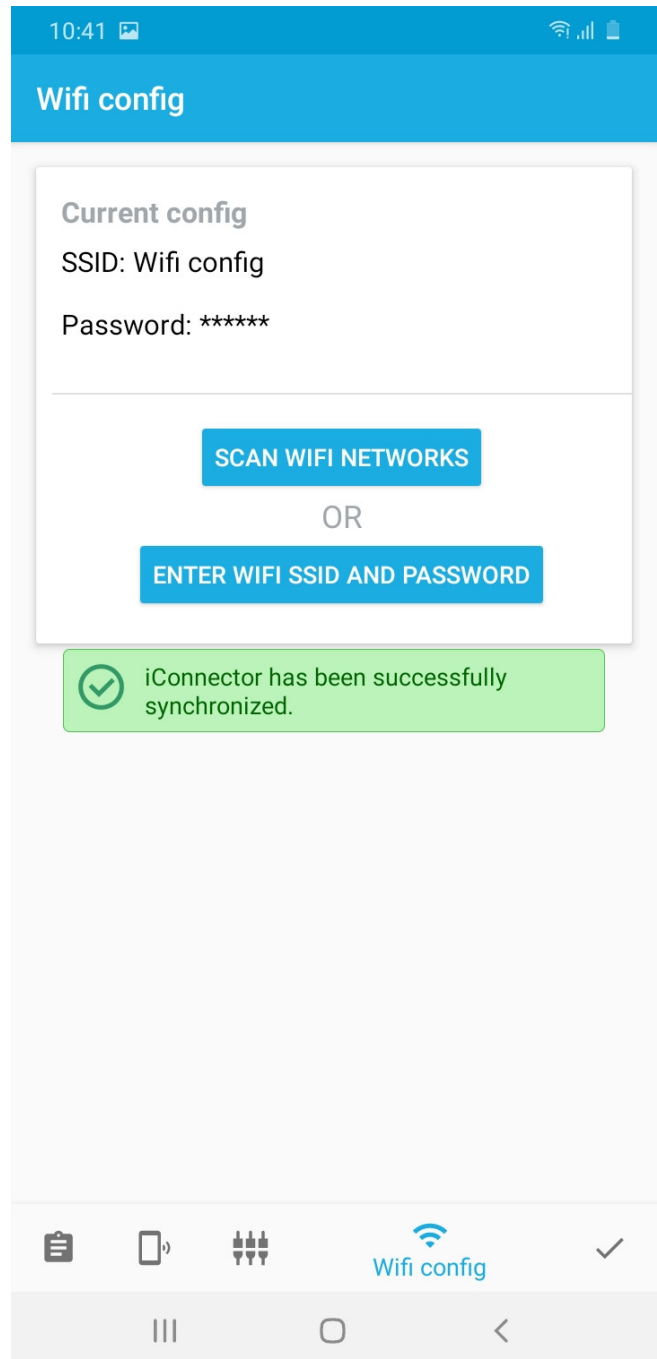 10:41
Wifi config
Current config
SSID: Wifi config
Password: ******
SCAN WIFI NETWORKS
OR
ENTER WIFI SSID AND PASSWORD
iConnector has been successfully
synchronized.
Wifi config